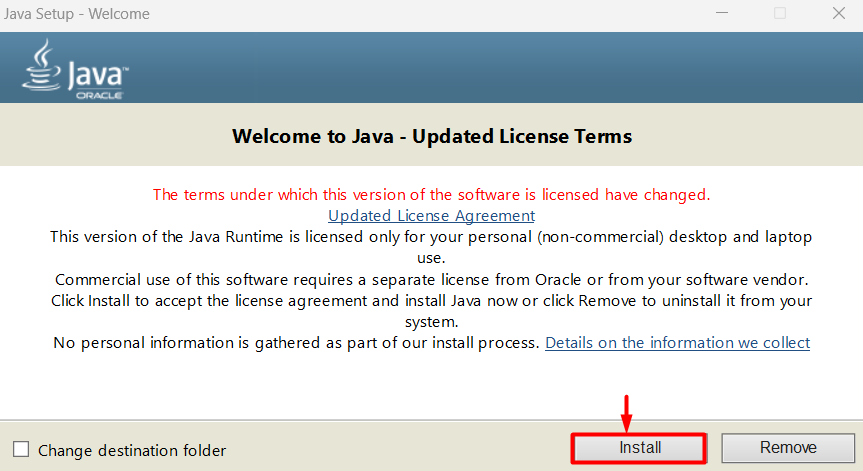 Java Setup - Welcome
Java™
ORACLE
Welcome to Java - Updated License Terms
The terms under which this version of the software is licensed have changed.
Updated License Agreement
This version of the Java Runtime is licensed only for your personal (non-commercial) desktop and laptop
use.
Commercial use of this software requires a separate license from Oracle or from your software vendor.
Click Install to accept the license agreement and install Java now or click Remove to uninstall it from your
system.
No personal information is gathered as part of our install process. Details on the information we collect
Change destination folder
Install
Remove